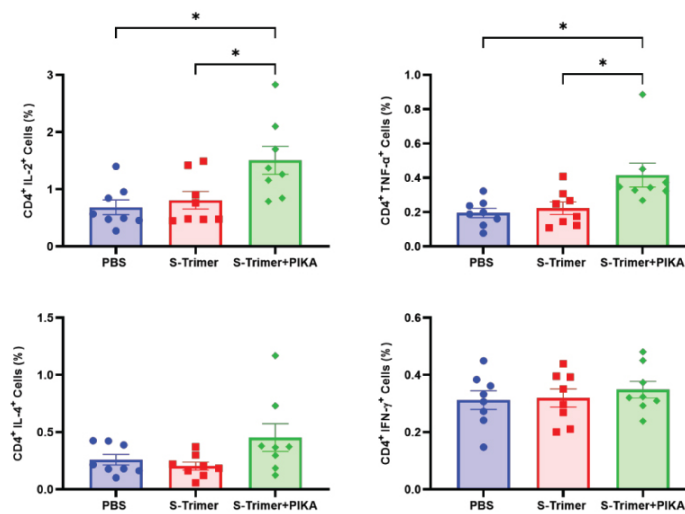 *
*
CD4⁺ IL-2⁺ Cells (%)
3
2
1
0
PBS
S-Trimer
S-Trimer+PIKA
*
*
CD4⁺ TNF-α⁺ Cells (%)
1.0
0.8
0.6
0.4
0.2
0.0
PBS
S-Trimer
S-Trimer+PIKA
CD4⁺ IL-4⁺ Cells (%)
1.5
1.0
0.5
0.0
PBS
S-Trimer
S-Trimer+PIKA
CD4⁺ IFN-γ⁺ Cells (%)
0.6
0.4
0.2
0.0
PBS
S-Trimer
S-Trimer+PIKA